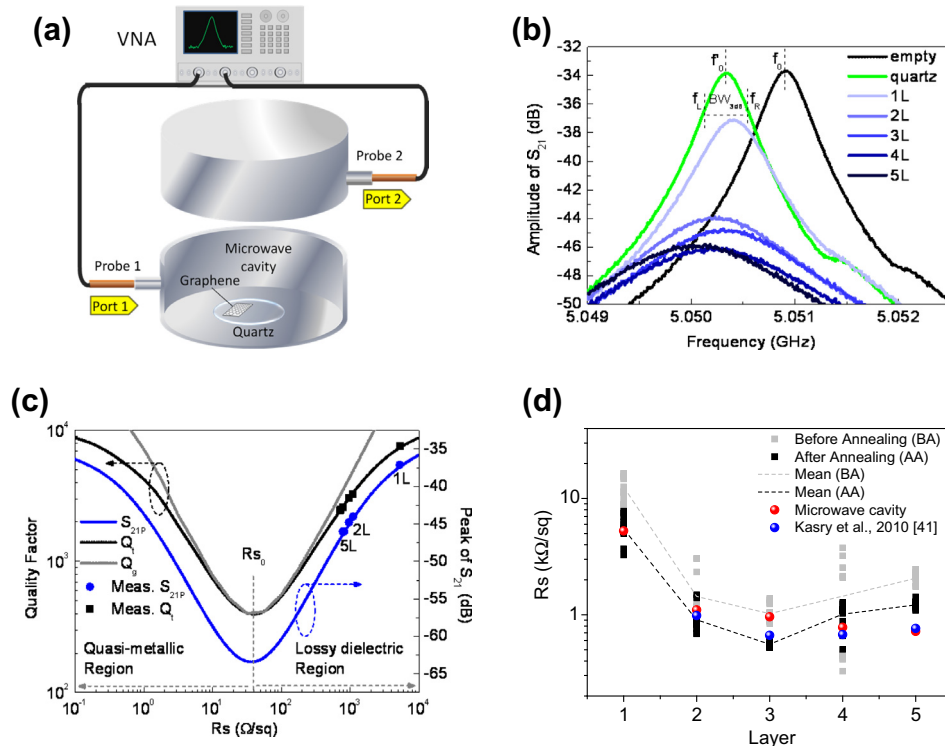 (a)
VNA
Probe 2
Port 2
Microwave
cavity
Probe 1
Graphene
Port 1
Quartz
(b)
-32
-34
-36
-38
-40
-42
-44
-46
-48
-50
Amplitude of S21 (dB)
f'0
f0
fL BW3dB fR
empty
quartz
1L
2L
3L
4L
5L
5.049
5.050
5.051
5.052
Frequency (GHz)
(c)
10^4
10^3
10^2
Quality Factor
S21P
Qt
Qg
Meas. S21P
Meas. Qt
Rs0
1L
2L
5L
Quasi-metallic
Region
Lossy dielectric
Region
-35
-40
-45
-50
-55
-60
-65
Peak of S21
(dB)
10^-1
10^0
10^1
10^2
10^3
10^4
Rs (Ω/sq)
(d)
Rs (kΩ/sq)
10
1
Before Annealing (BA)
After Annealing (AA)
Mean (BA)
Mean (AA)
Microwave cavity
Kasry et al., 2010 [41]
1
2
3
4
5
Layer